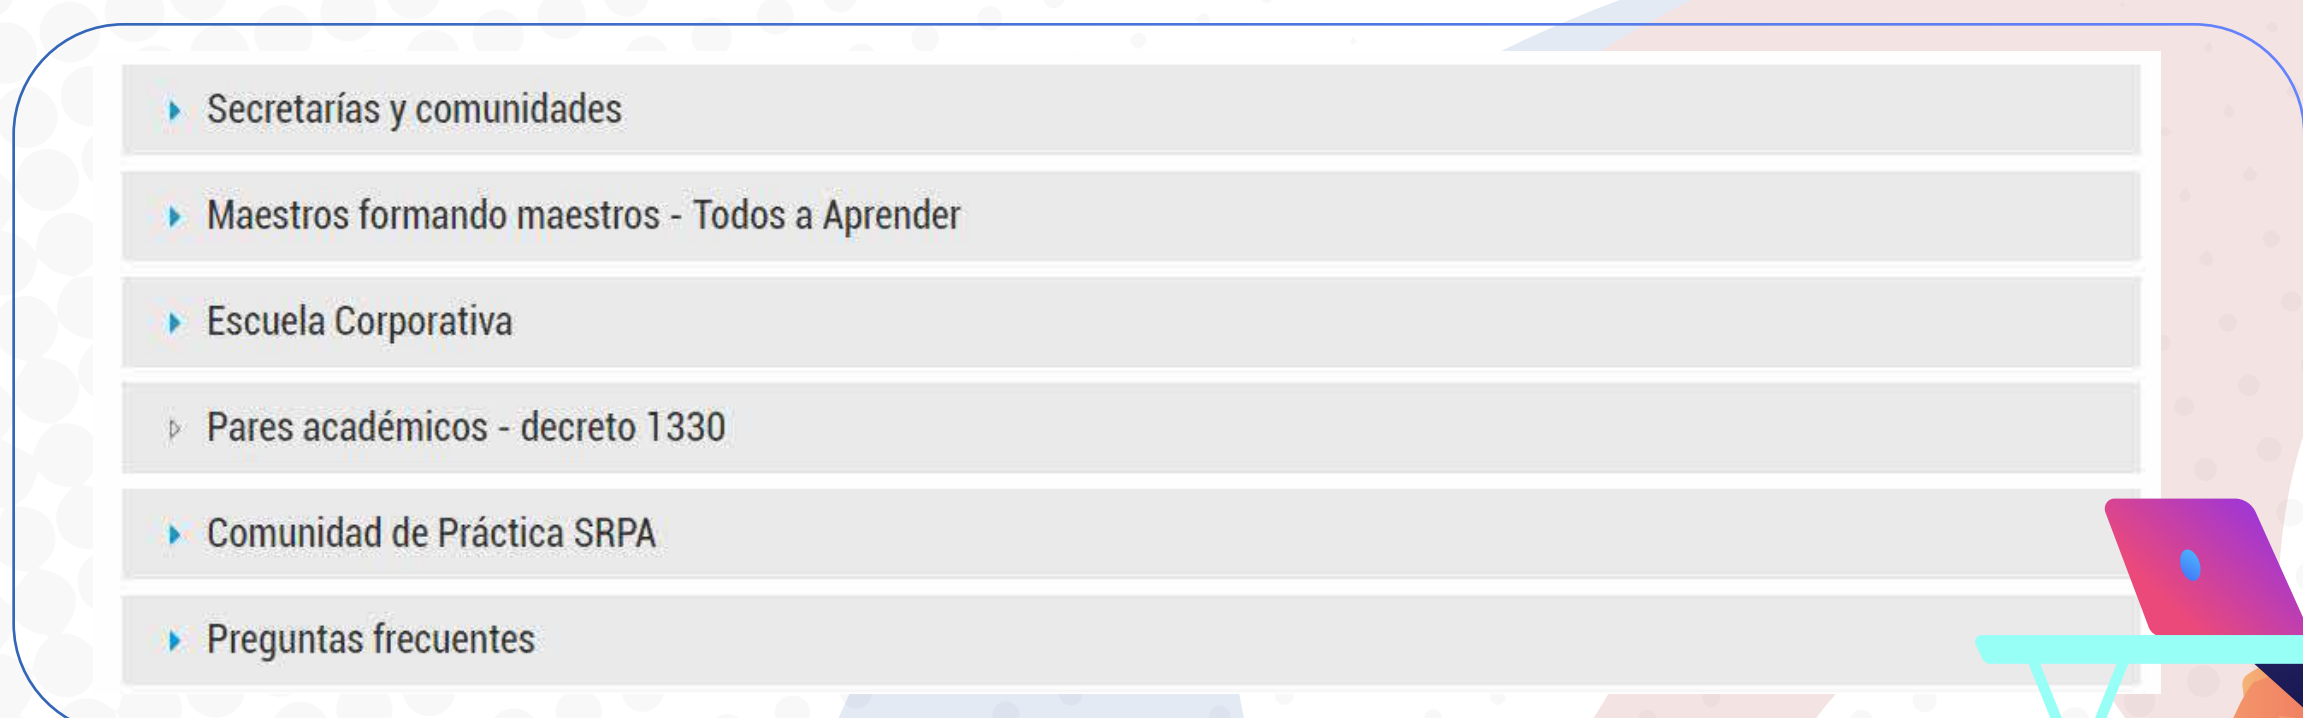 Secretarías y comunidades
Maestros formando maestros - Todos a Aprender
Escuela Corporativa
Pares académicos - decreto 1330
Comunidad de Práctica SRPA
Preguntas frecuentes